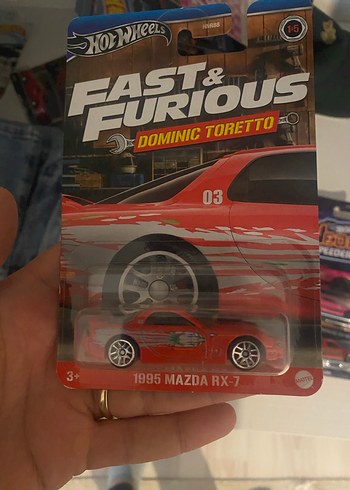 Hot Wheels
FAST &
FURIOUS
DOMINIC TORETTO
03
3+
1995 MAZDA RX-7